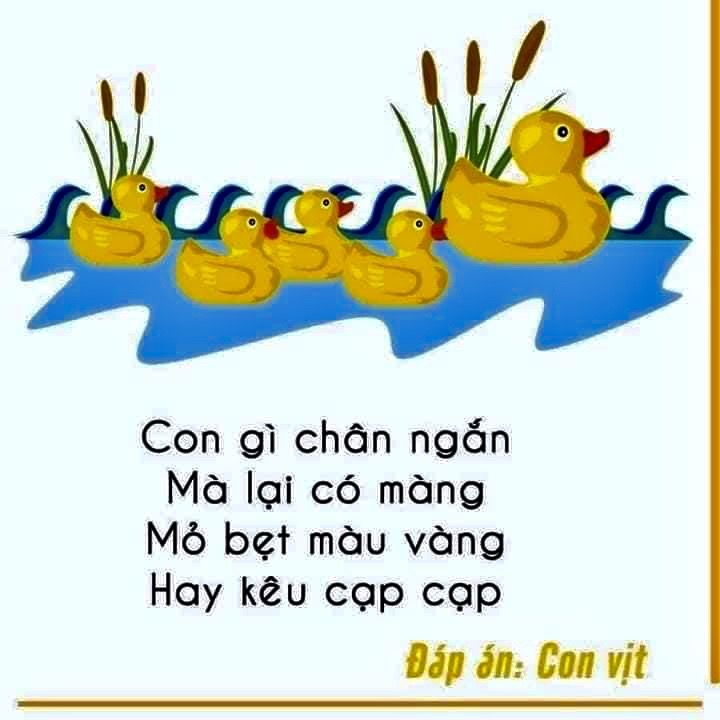 Con gì chân ngắn
Mà lại có màng
Mỏ bẹt màu vàng
Hay kêu cạp cạp
Đáp án: Con vịt